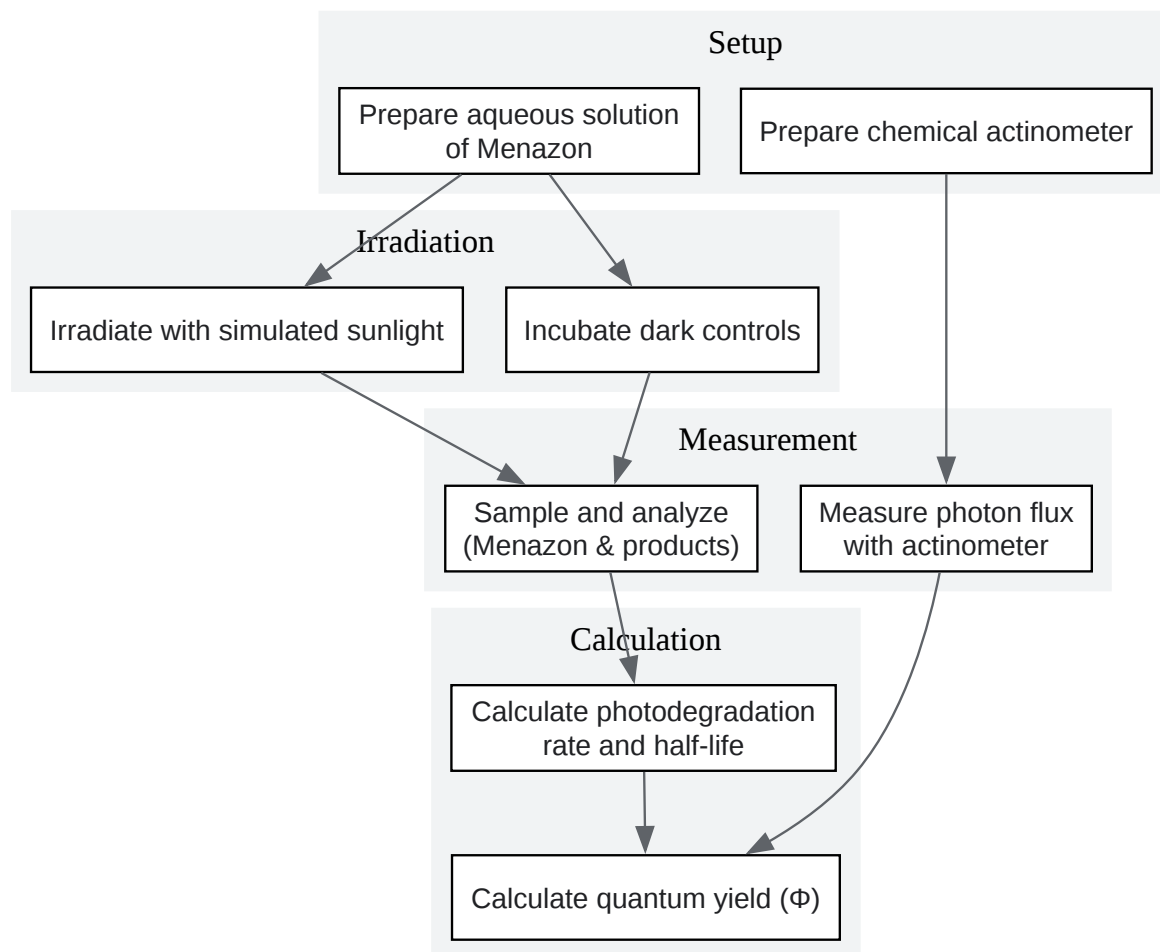 Setup
Prepare aqueous solution
of Menazon
Prepare chemical actinometer
Irradiation
Irradiate with simulated sunlight
Incubate dark controls
Measurement
Sample and analyze
(Menazon & products)
Measure photon flux
with actinometer
Calculation
Calculate photodegradation
rate and half-life
Calculate quantum yield (Φ)